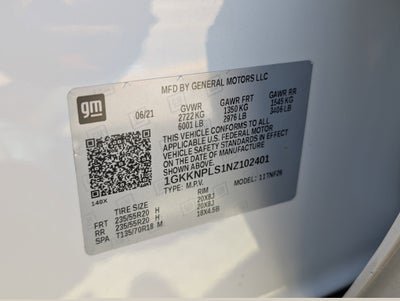 gm
MFD BY GENERAL MOTORS LLC
06/21 GVWR GAWR FRT GAWR RR
2722 KG 1350 KG 1545 KG
6001 LB 2976 LB 3406 LB
THIS VEHICLE CONFORMS TO ALL
APPLICABLE U.S. FEDERAL MOTOR
VEHICLE SAFETY STANDARDS IN EFFECT
ON THE DATE OF MANUFACTURE
SHOWN ABOVE.
1GKKNPLS1NZ102401
TYPE: M.P.V. MODEL: 11TNF26
140X
TIRE SIZE RIM
FRT 235/55R20 H 20X8J
RR 235/55R20 H 20X8J
SPA T135/70R18 M 18X4.5B